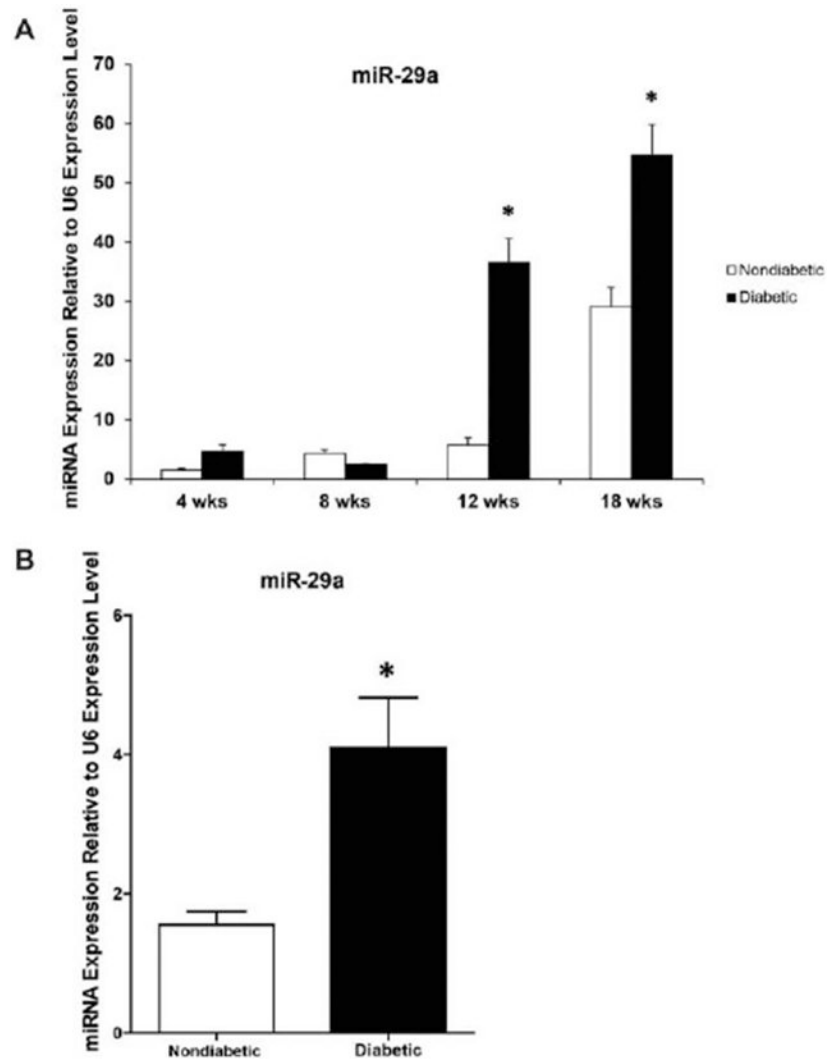 A
miR-29a
miRNA Expression Relative to U6 Expression Level
70
60
50
40
30
20
10
0
*
*
4 wks
8 wks
12 wks
18 wks
Nondiabetic
Diabetic
B
miR-29a
miRNA Expression Relative to U6 Expression Level
6
4
2
0
*
Nondiabetic
Diabetic